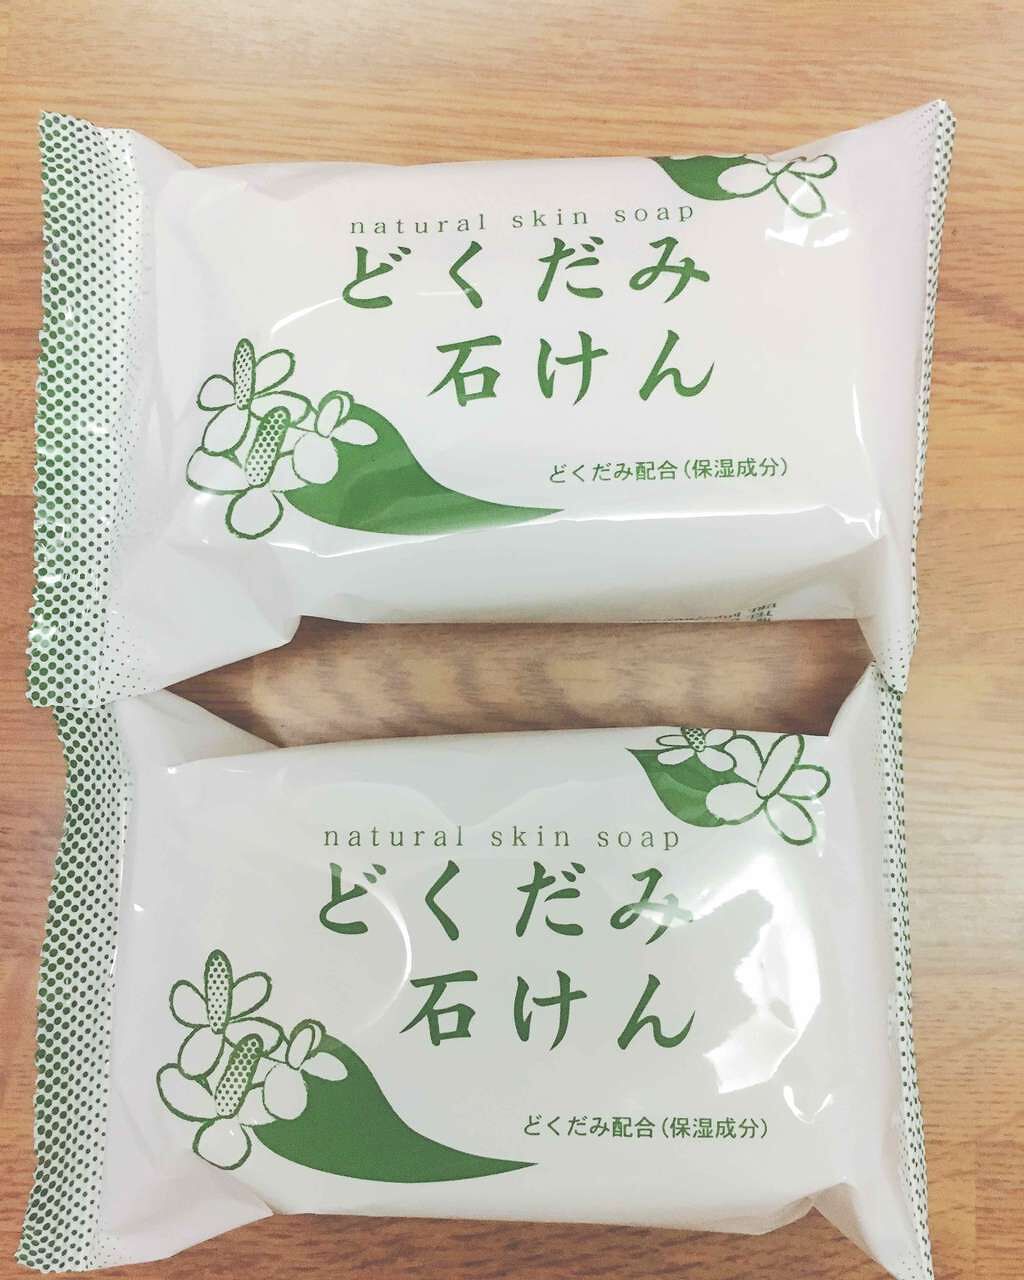 natural skin soap
どくだみ
石けん
どくだみ配合（保湿成分）
natural skin soap
どくだみ
石けん
どくだみ配合（保湿成分）